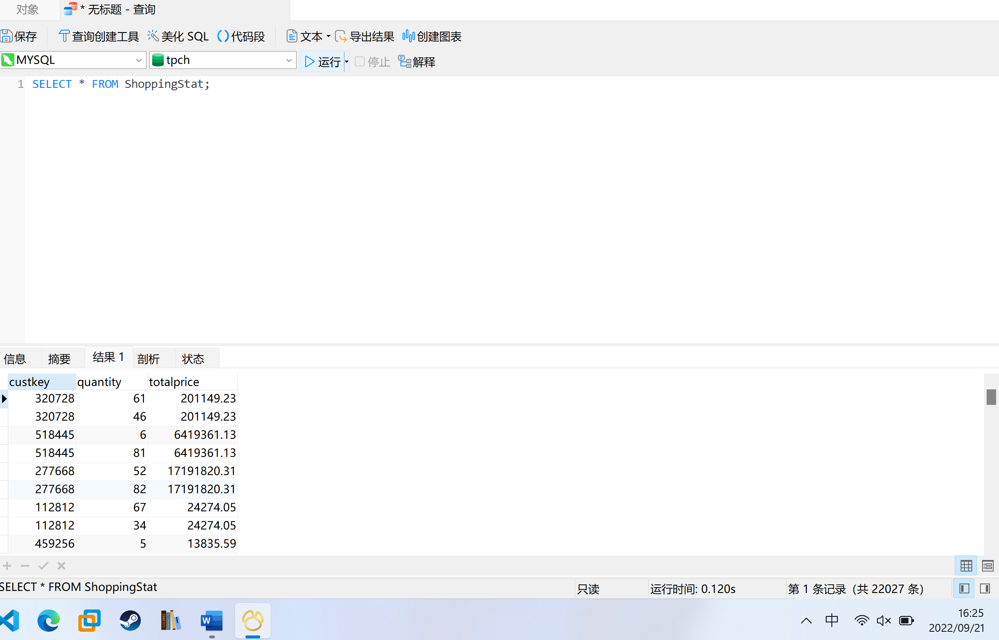 对象
* 无标题 - 查询
保存 查询创建工具 美化 SQL 代码段 文本 导出结果 创建图表
MYSQL tpch 运行 停止 解释
1 SELECT * FROM ShoppingStat;
信息 摘要 结果 1 剖析 状态
custkey quantity totalprice
320728 61 201149.23
320728 46 201149.23
518445 6 6419361.13
518445 81 6419361.13
277668 52 17191820.31
277668 82 17191820.31
112812 67 24274.05
112812 34 24274.05
459256 5 13835.59
SELECT * FROM ShoppingStat 只读 运行时间: 0.120s 第 1 条记录 (共 22027 条)
CALIBRE
W
中
16:25
2022/09/21